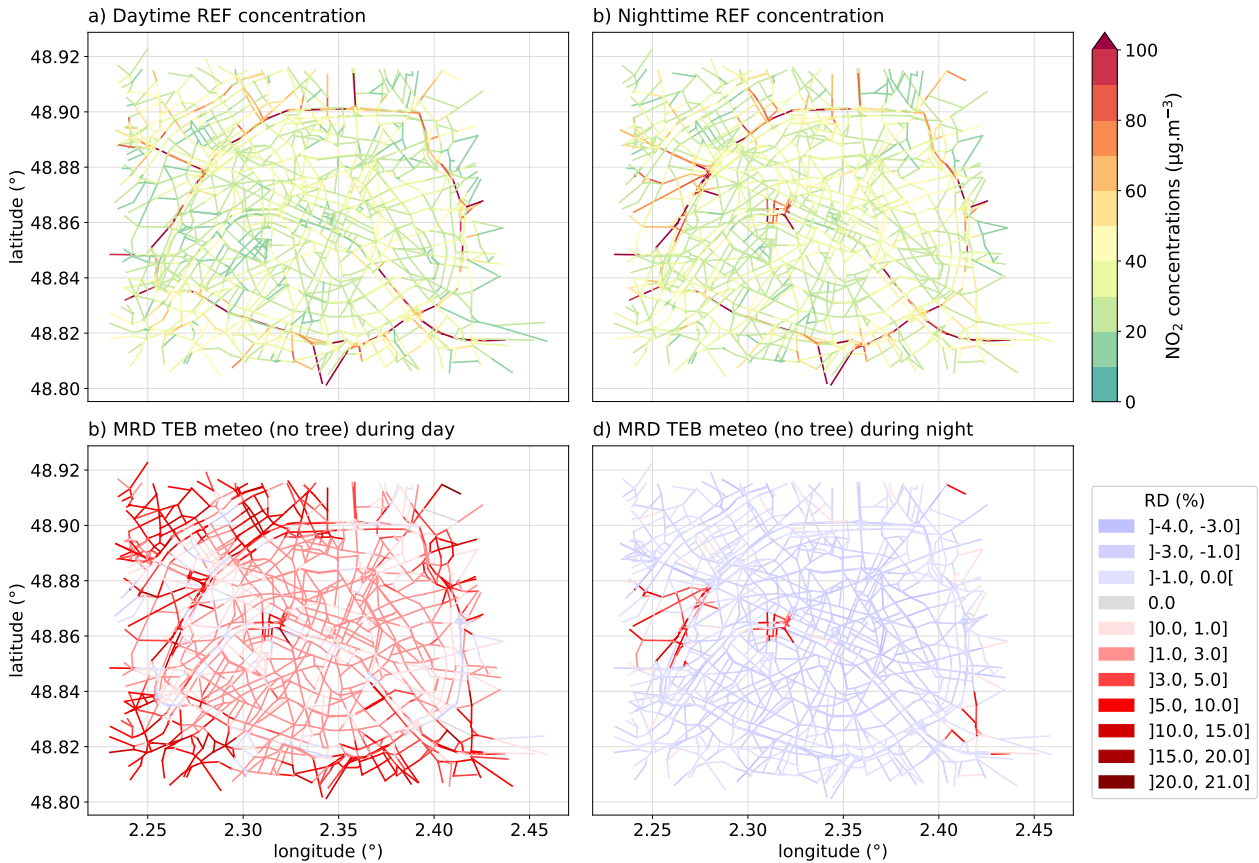 a) Daytime REF concentration
b) Nighttime REF concentration
48.92
48.90
48.88
48.86
48.84
48.82
48.80
latitude (°)
100
80
60
40
20
0
NO₂ concentrations (µg.m⁻³)
b) MRD TEB meteo (no tree) during day
d) MRD TEB meteo (no tree) during night
48.92
48.90
48.88
48.86
48.84
48.82
48.80
latitude (°)
2.25 2.30 2.35 2.40 2.45
longitude (°)
2.25 2.30 2.35 2.40 2.45
longitude (°)
RD (%)
]-4.0, -3.0]
]-3.0, -1.0]
]-1.0, 0.0[
0.0
]0.0, 1.0]
]1.0, 3.0]
]3.0, 5.0]
]5.0, 10.0]
]10.0, 15.0]
]15.0, 20.0]
]20.0, 21.0]